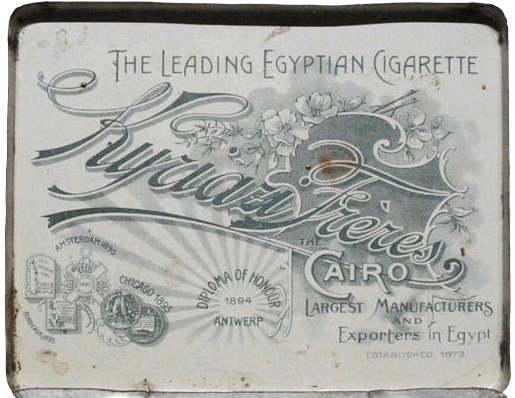 THE LEADING EGYPTIAN CIGARETTE
Kyriazi Frères
THE
CAIRO
LARGEST MANUFACTURERS
AND
Exporters in Egypt
ESTABLISHED 1873.
AMSTERDAM.1895
CHICAGO 1893
DIPLOMA OF HONOUR
1894
ANTWERP